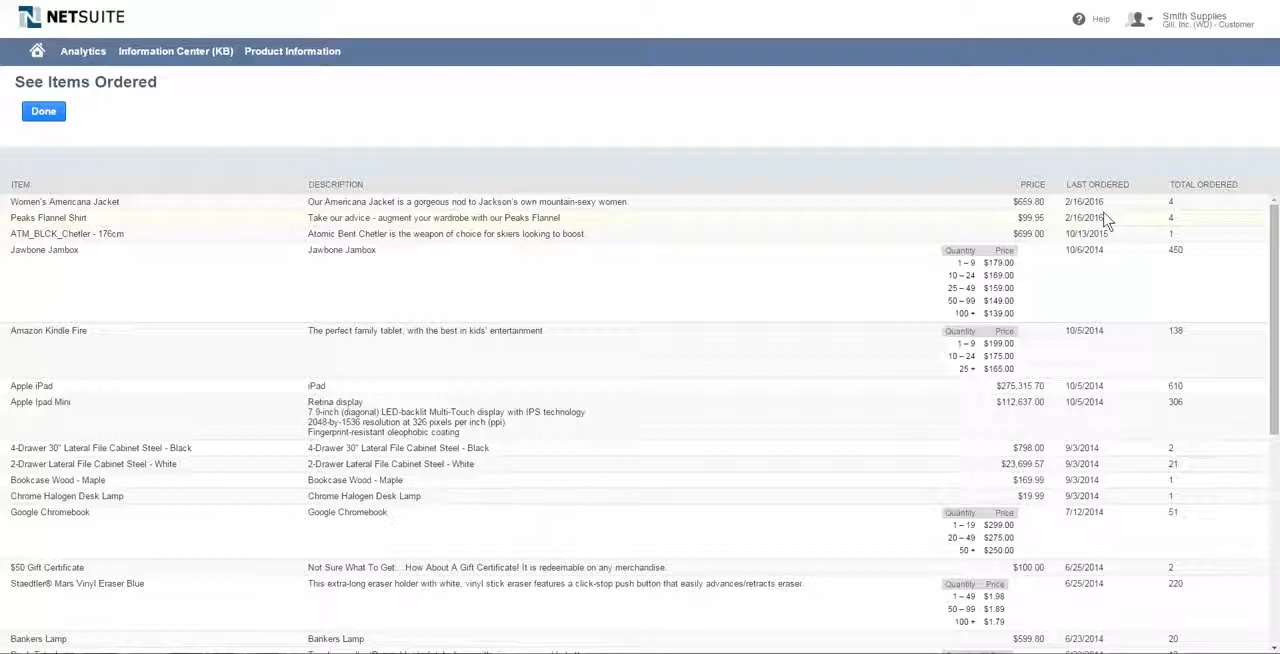 NETSUITE
Help
Smith Supplies
Gill, Inc. (WD) - Customer
Analytics Information Center (KB) Product Information
See Items Ordered
Done
ITEM DESCRIPTION PRICE LAST ORDERED TOTAL ORDERED
Women's Americana Jacket Our Americana Jacket is a gorgeous nod to Jackson's own mountain-sexy women. $659.80 2/16/2016 4
Peaks Flannel Shirt Take our advice - augment your wardrobe with our Peaks Flannel $99.95 2/16/2016 4
ATM_BLCK_Chetler - 176cm Atomic Bent Chetler is the weapon of choice for skiers looking to boost. $699.00 10/13/2015 1
Jawbone Jambox Jawbone Jambox Quantity Price 10/6/2014 450
1 – 9 $179.00
10 – 24 $169.00
25 – 49 $159.00
50 – 99 $149.00
100 + $139.00
Amazon Kindle Fire The perfect family tablet, with the best in kids' entertainment Quantity Price 10/5/2014 138
1 – 9 $199.00
10 – 24 $175.00
25 + $165.00
Apple iPad iPad $275,315.70 10/5/2014 610
Apple Ipad Mini Retina display $112,637.00 10/5/2014 306
7.9-inch (diagonal) LED-backlit Multi-Touch display with IPS technology
2048-by-1536 resolution at 326 pixels per inch (ppi)
Fingerprint-resistant oleophobic coating
4-Drawer 30" Lateral File Cabinet Steel - Black 4-Drawer 30" Lateral File Cabinet Steel - Black $798.00 9/3/2014 2
2-Drawer Lateral File Cabinet Steel - White 2-Drawer Lateral File Cabinet Steel - White $23,699.57 9/3/2014 21
Bookcase Wood - Maple Bookcase Wood - Maple $169.99 9/3/2014 1
Chrome Halogen Desk Lamp Chrome Halogen Desk Lamp $19.99 9/3/2014 1
Google Chromebook Google Chromebook Quantity Price 7/12/2014 51
1 – 19 $299.00
20 – 49 $275.00
50 + $250.00
$50 Gift Certificate Not Sure What To Get... How About A Gift Certificate! It is redeemable on any merchandise. $100.00 6/25/2014 2
Staedtler® Mars Vinyl Eraser Blue This extra-long eraser holder with white, vinyl stick eraser features a click-stop push button that easily advances/retracts eraser. Quantity Price 6/25/2014 220
1 – 49 $1.98
50 – 99 $1.89
100 + $1.79
Bankers Lamp Bankers Lamp $599.80 6/23/2014 20